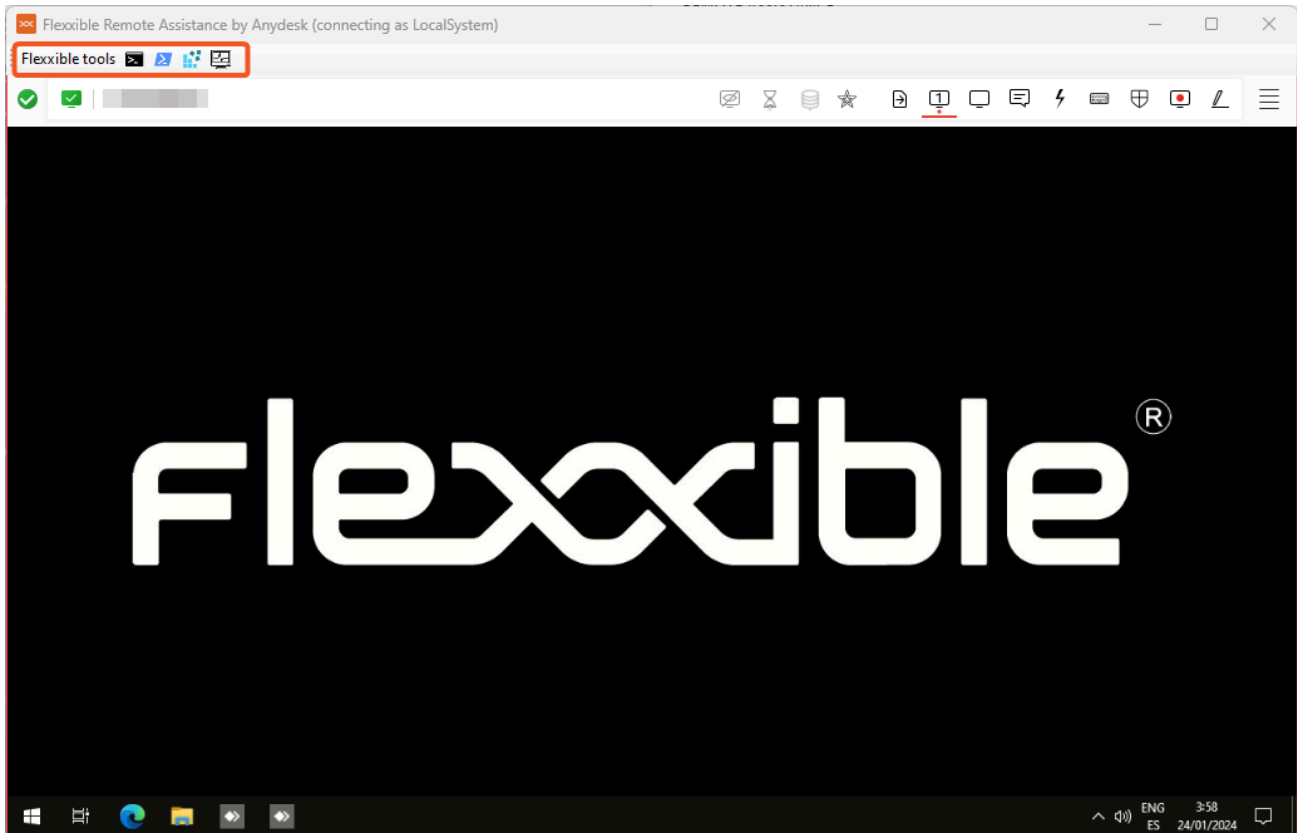 Flexxible Remote Assistance by Anydesk (connecting as LocalSystem)
Flexxible tools
1
Flexxible®
ENG 3:58
ES 24/01/2024